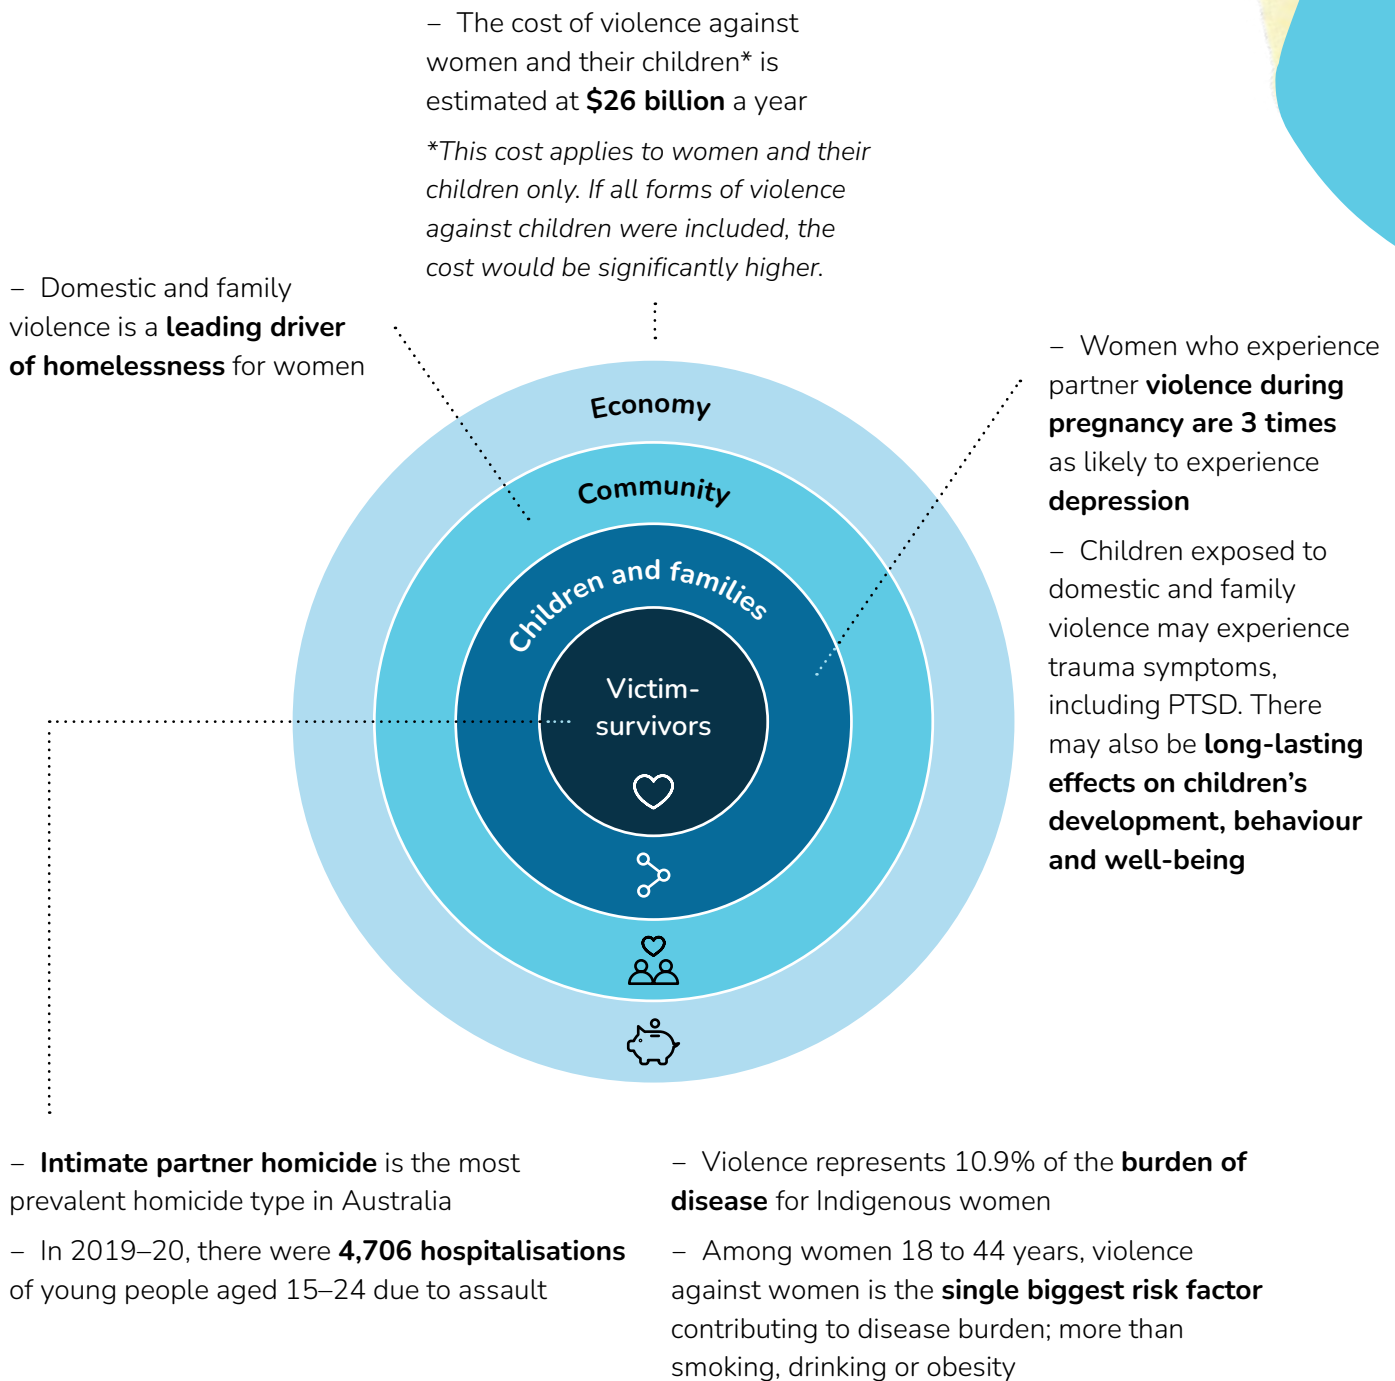 – The cost of violence against
women and their children* is
estimated at $26 billion a year
*This cost applies to women and their
children only. If all forms of violence
against children were included, the
cost would be significantly higher.
– Domestic and family
violence is a leading driver
of homelessness for women
– Women who experience
partner violence during
pregnancy are 3 times
as likely to experience
depression
– Children exposed to
domestic and family
violence may experience
trauma symptoms,
including PTSD. There
may also be long-lasting
effects on children’s
development, behaviour
and well-being
Economy
Community
Children and families
Victim-
survivors
– Intimate partner homicide is the most
prevalent homicide type in Australia
– In 2019–20, there were 4,706 hospitalisations
of young people aged 15–24 due to assault
– Violence represents 10.9% of the burden of
disease for Indigenous women
– Among women 18 to 44 years, violence
against women is the single biggest risk factor
contributing to disease burden; more than
smoking, drinking or obesity